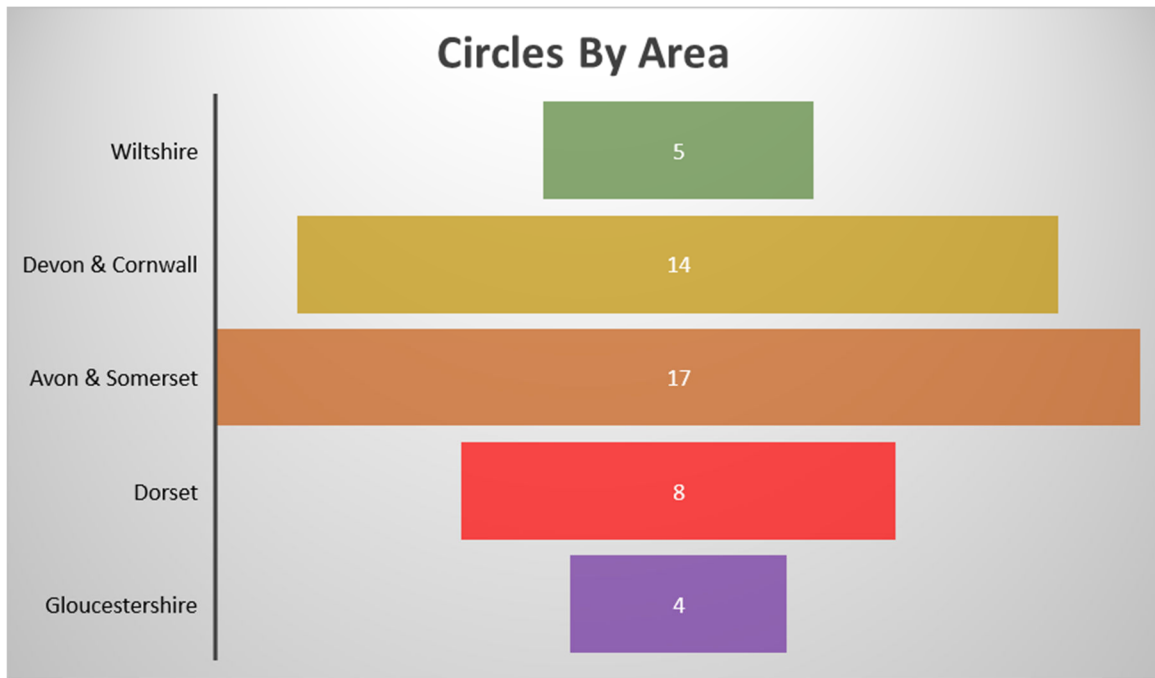 Circles By Area
Wiltshire 5
Devon & Cornwall 14
Avon & Somerset 17
Dorset 8
Gloucestershire 4